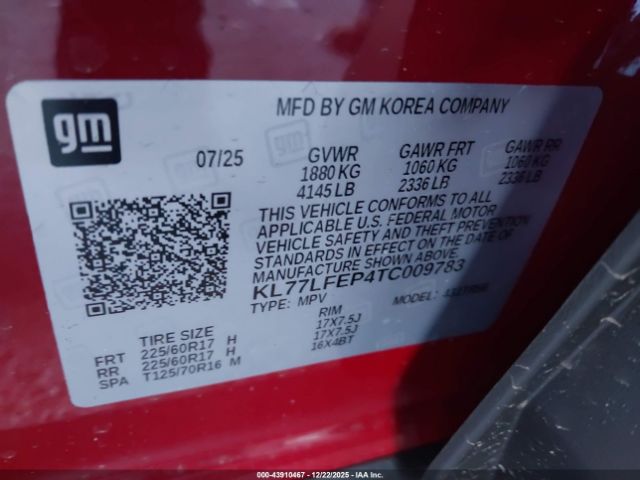 gm
MFD BY GM KOREA COMPANY
07/25 GVWR GAWR FRT GAWR RR
1880 KG 1060 KG 1060 KG
4145 LB 2336 LB 2336 LB
THIS VEHICLE CONFORMS TO ALL
APPLICABLE U.S. FEDERAL MOTOR
VEHICLE SAFETY AND THEFT PREVENTION
STANDARDS IN EFFECT ON THE DATE OF
MANUFACTURE SHOWN ABOVE.
KL77LFEP4TC009783
TYPE: MPV MODEL:
TIRE SIZE RIM
FRT 225/60R17 H 17X7.5J
RR 225/60R17 H 17X7.5J
SPA T125/70R16 M 16X4BT
00-43910467 - 12/22/2025 - IAA Inc.